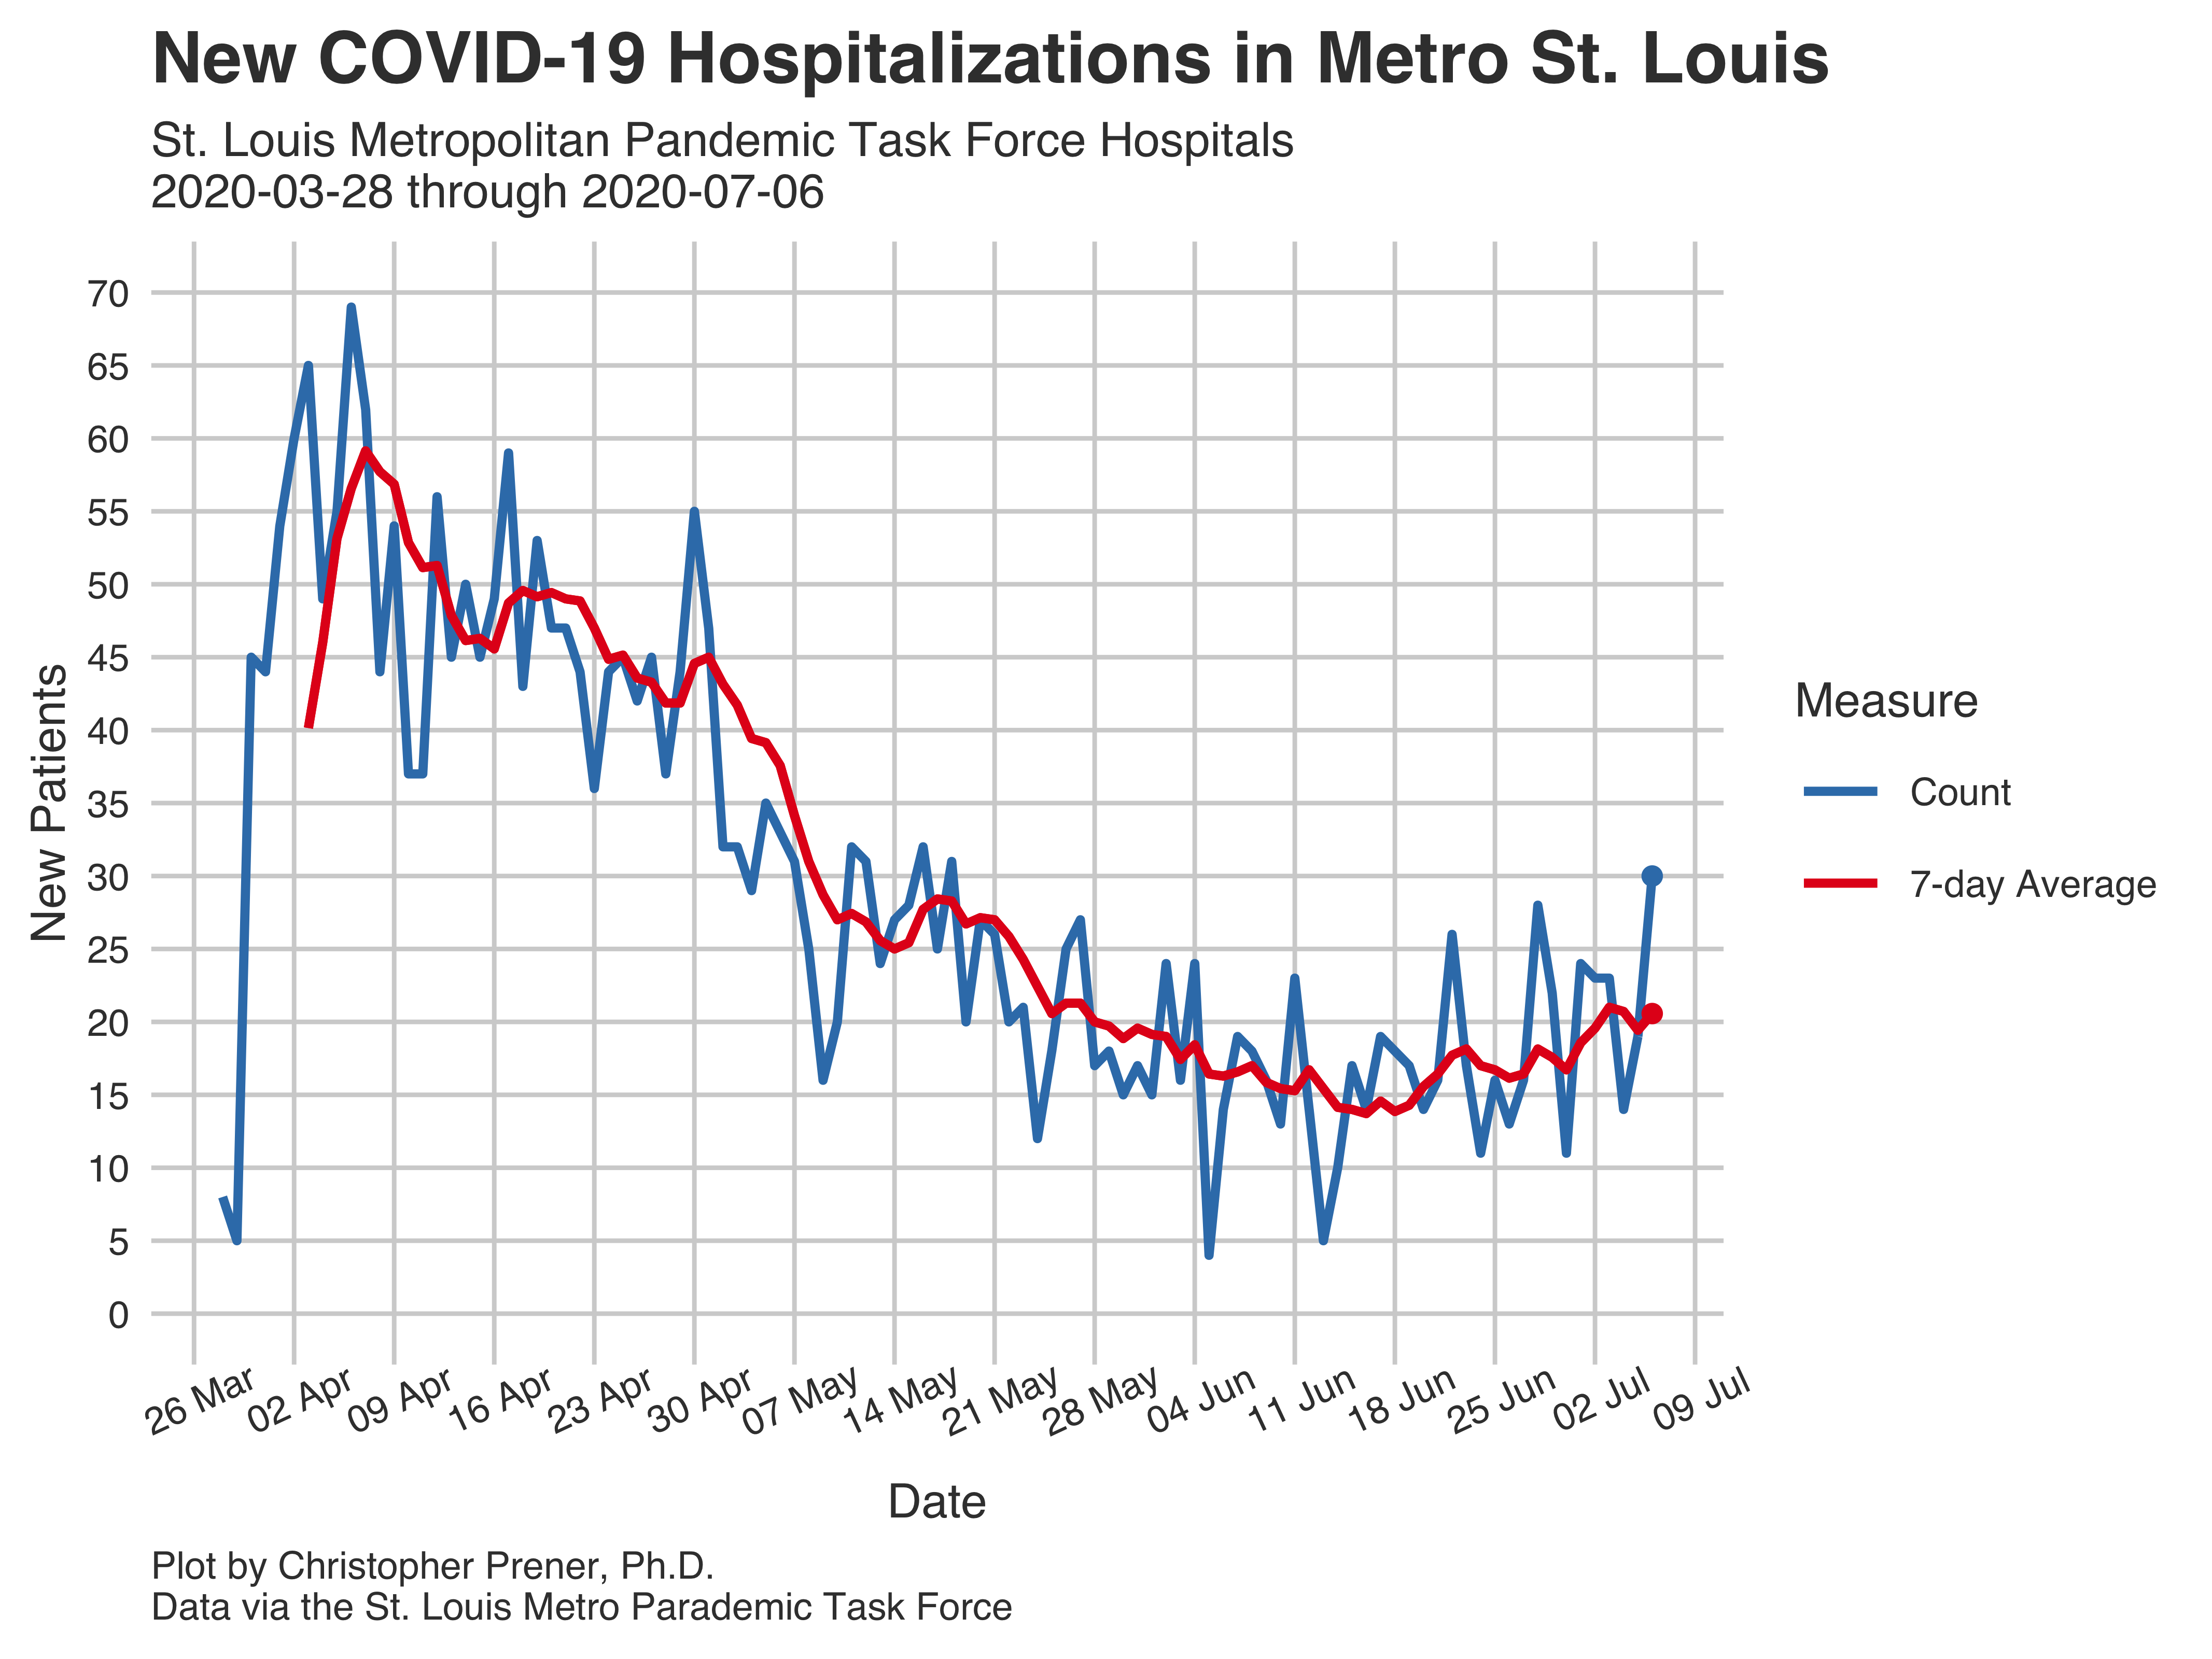 New COVID-19 Hospitalizations in Metro St. Louis
St. Louis Metropolitan Pandemic Task Force Hospitals
2020-03-28 through 2020-07-06
New Patients
70
65
60
55
50
45
40
35
30
25
20
15
10
5
0
26 Mar
02 Apr
09 Apr
16 Apr
23 Apr
30 Apr
07 May
14 May
21 May
28 May
04 Jun
11 Jun
18 Jun
25 Jun
02 Jul
09 Jul
Date
Measure
Count
7-day Average
Plot by Christopher Prener, Ph.D.
Data via the St. Louis Metro Parademic Task Force